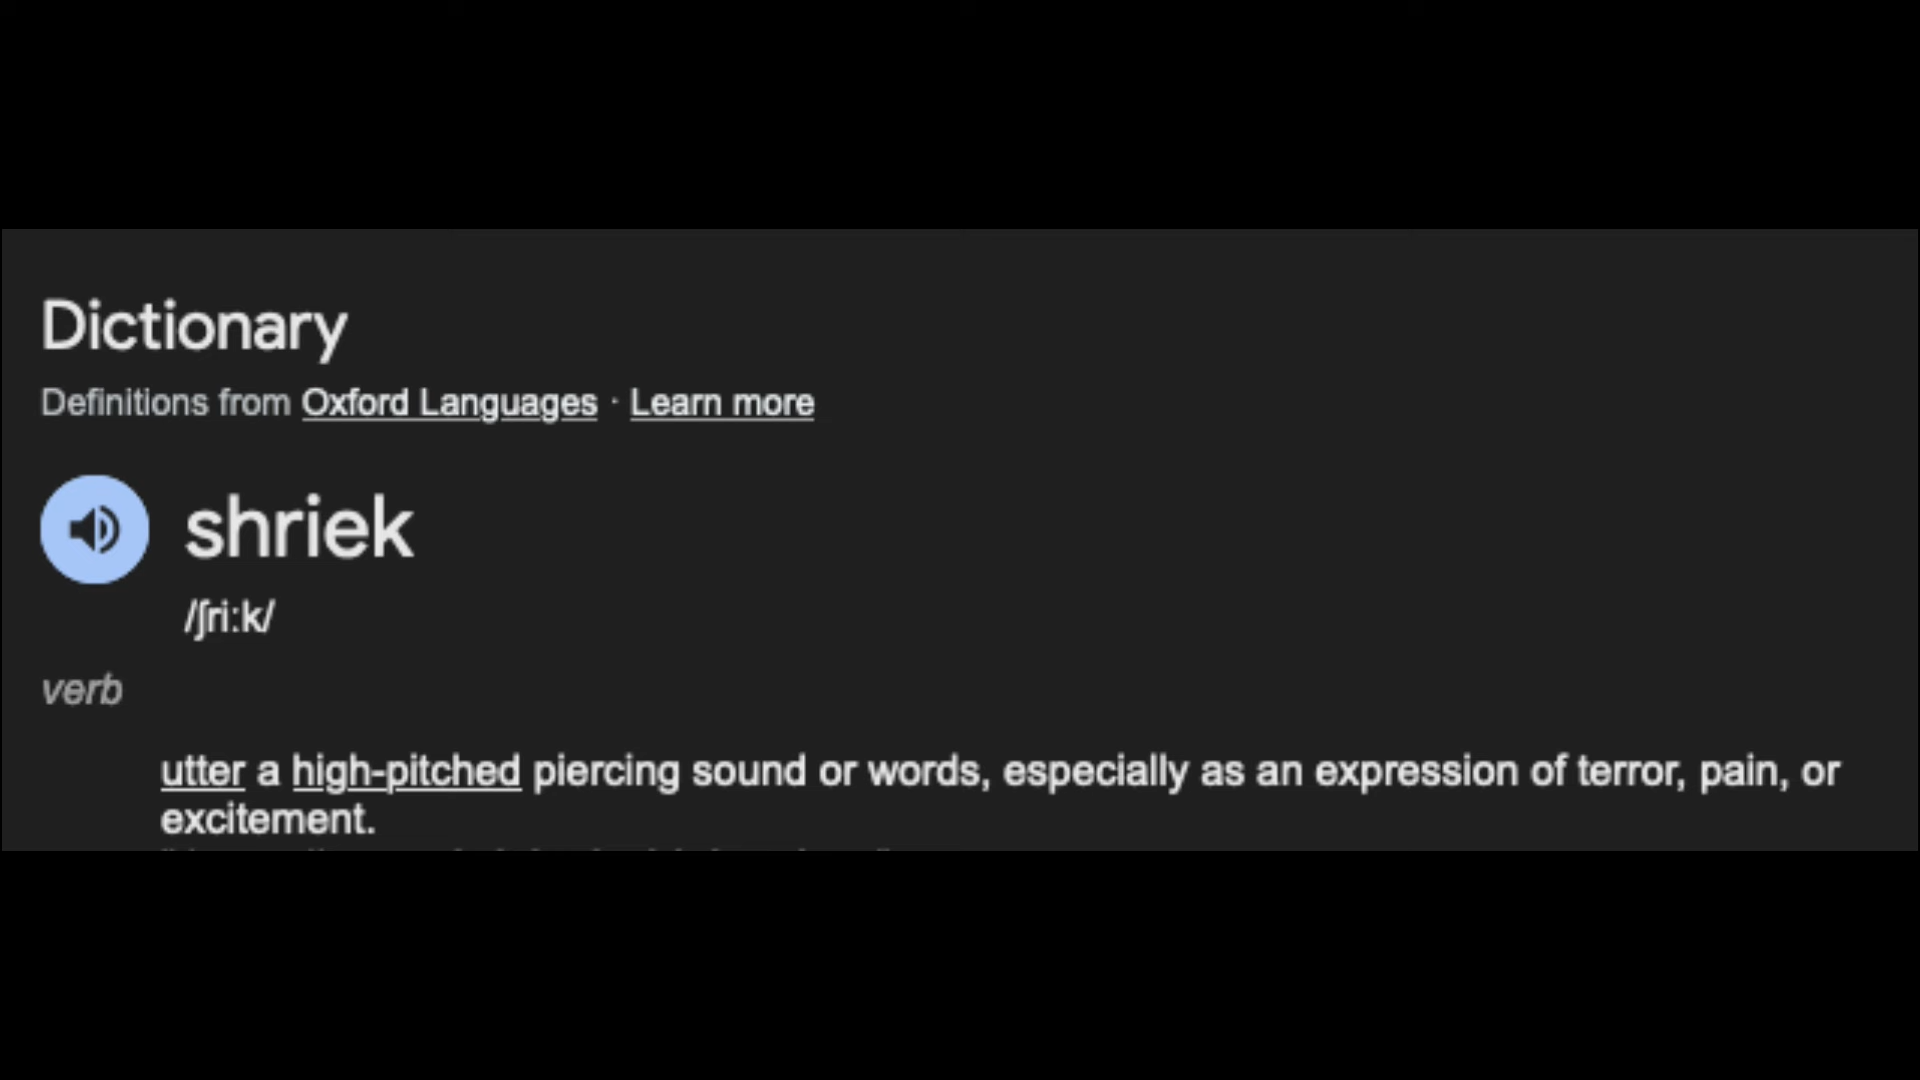 Dictionary
Definitions from Oxford Languages · Learn more
shriek
/ʃriːk/
verb
utter a high-pitched piercing sound or words, especially as an expression of terror, pain, or
excitement.